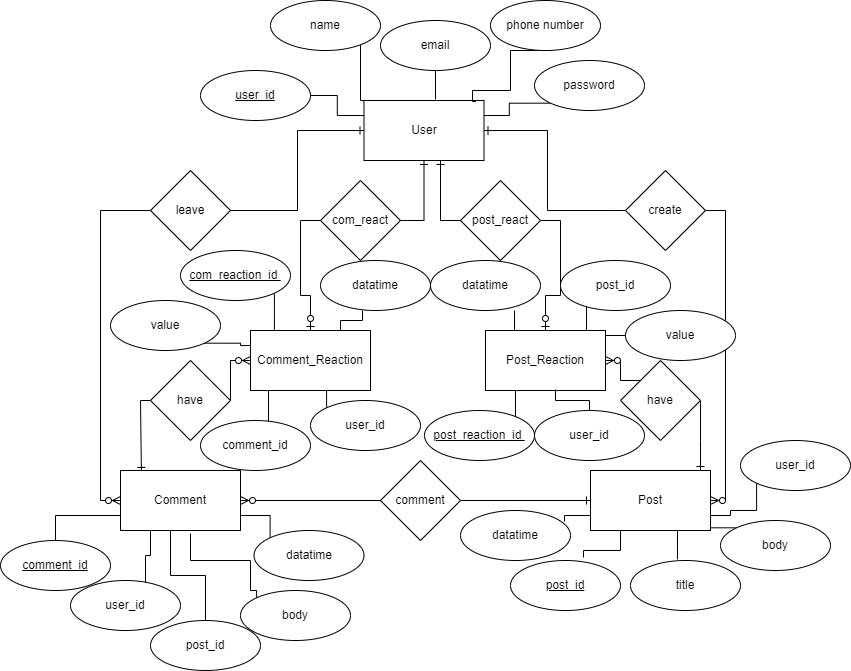 name
email
phone number
user_id
password
User
leave
com_react
post_react
create
com_reaction_id
datatime
datatime
post_id
value
value
Comment_Reaction
Post_Reaction
have
have
comment_id
user_id
post_reaction_id
user_id
Comment
comment
Post
user_id
comment_id
datatime
datatime
body
user_id
body
post_id
title
post_id